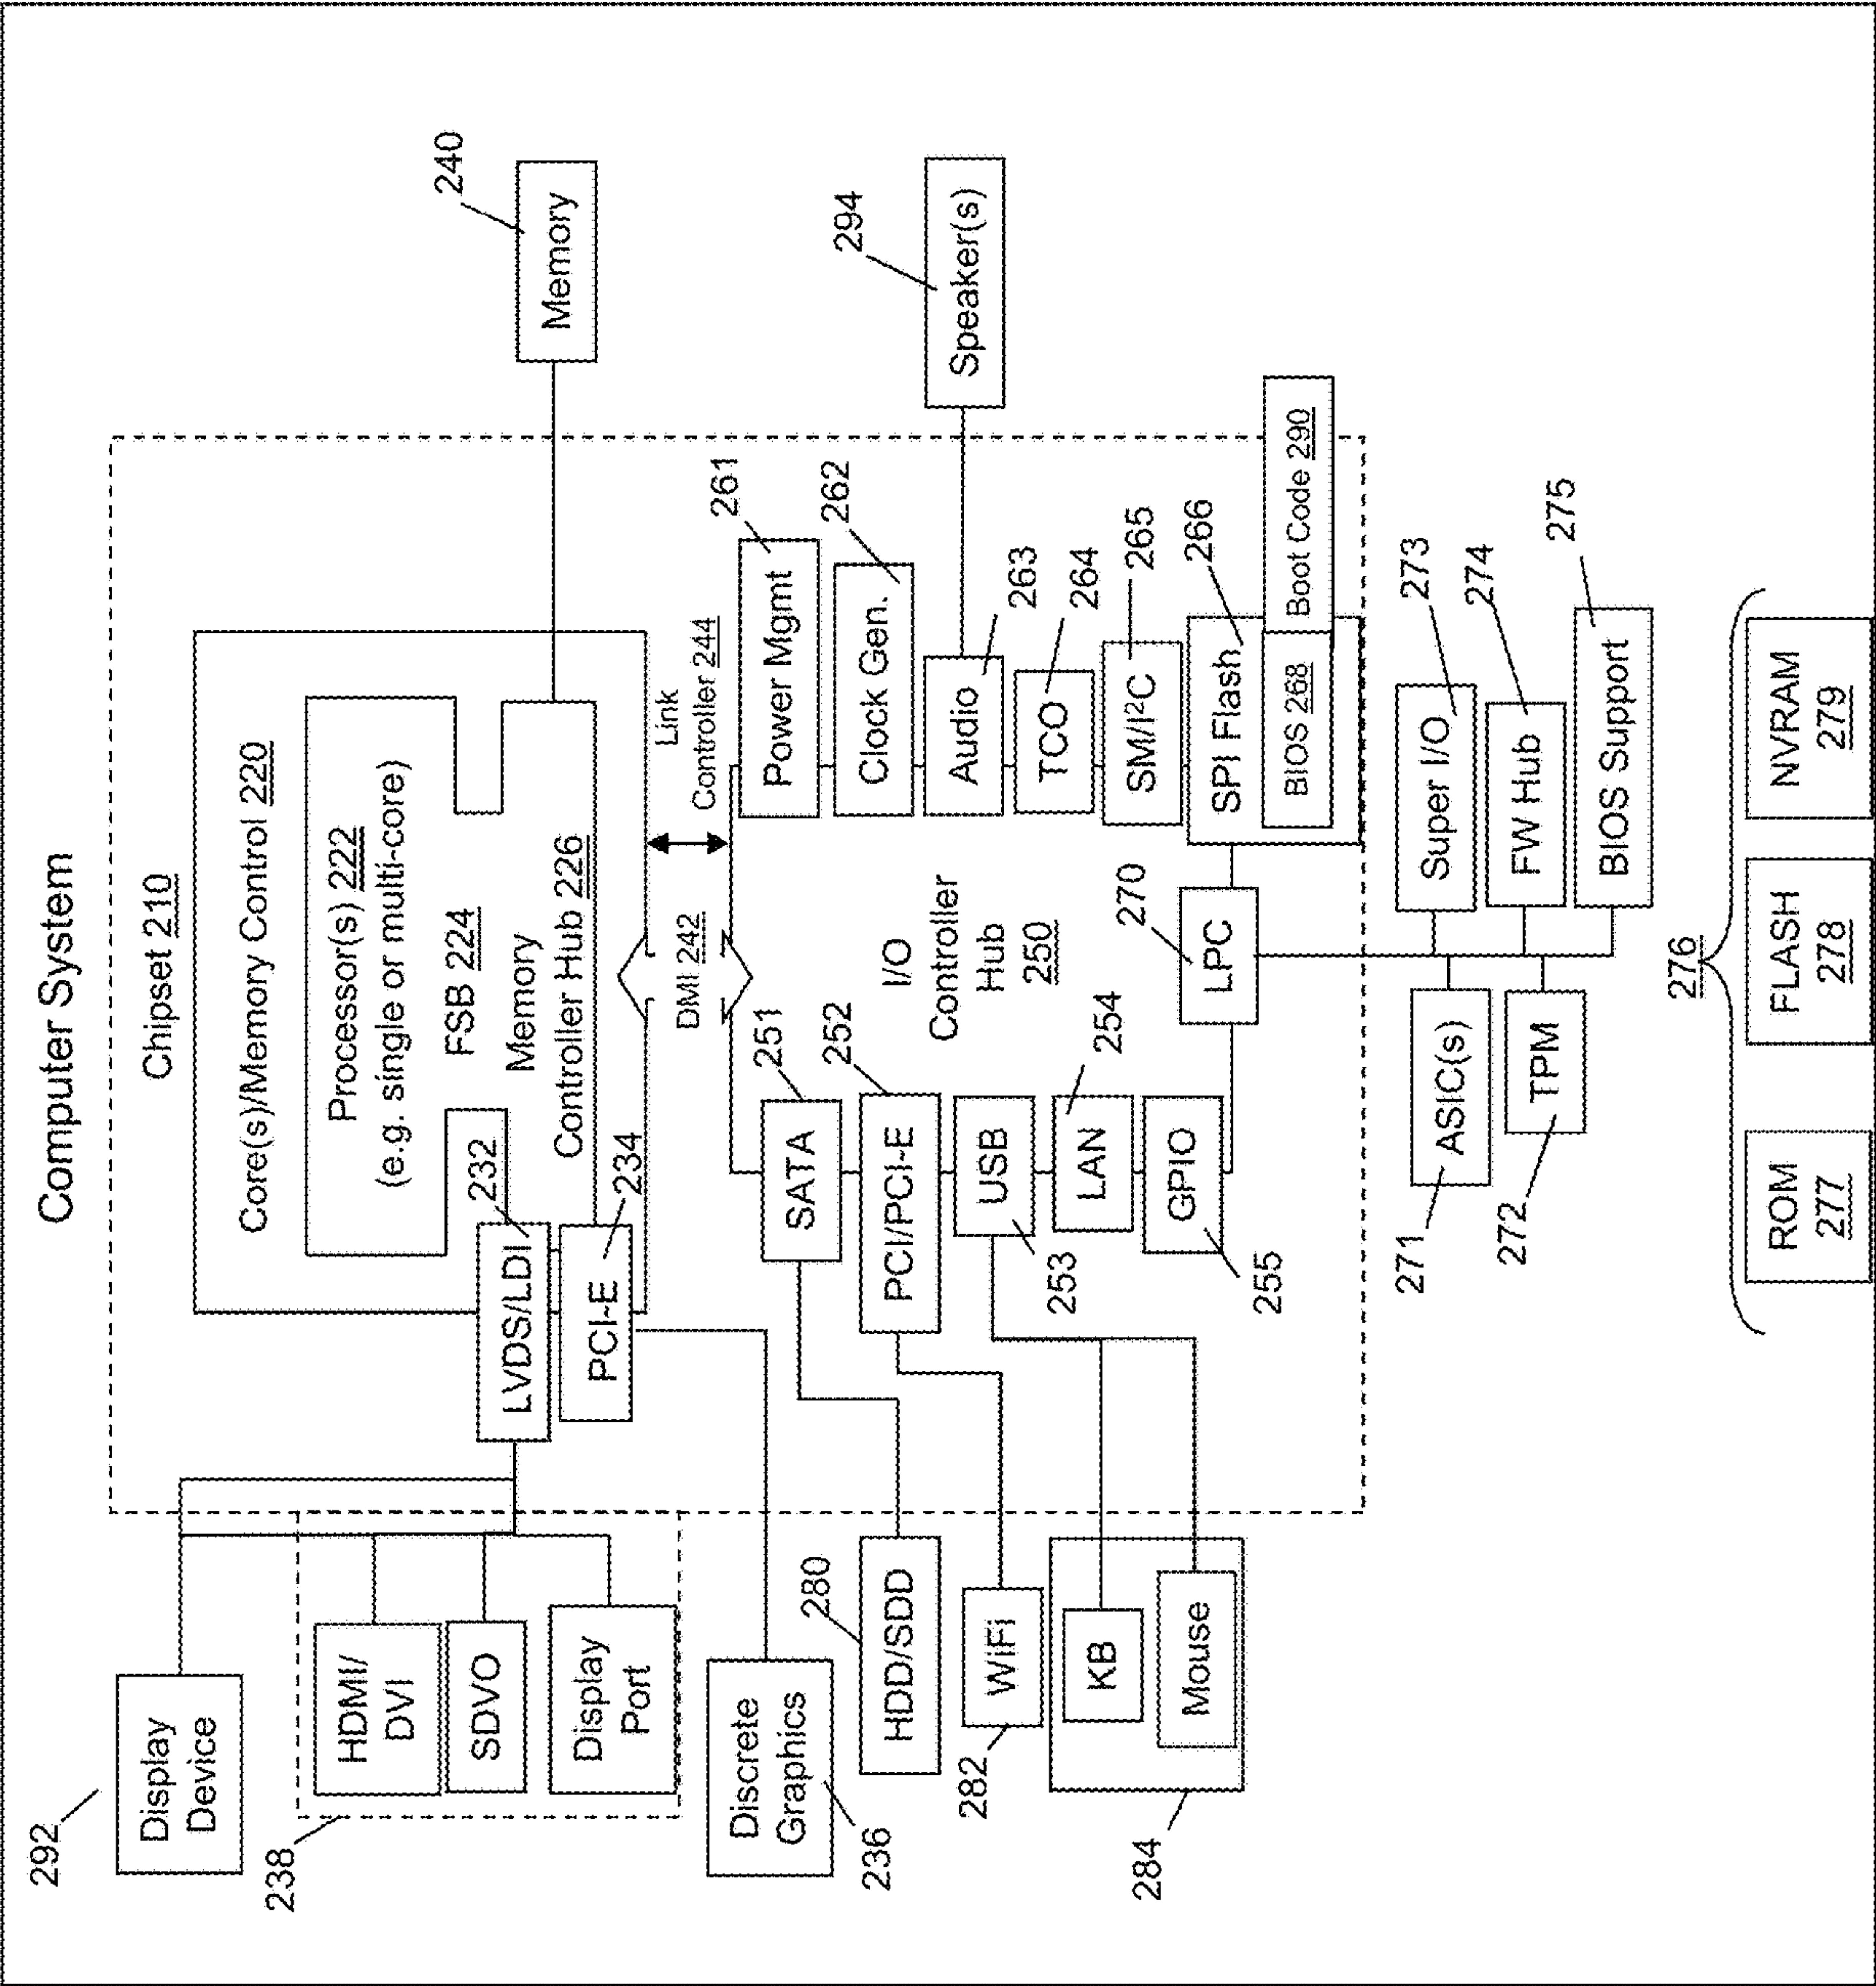 Computer System
Chipset 210
Core(s)/Memory Control 220
Processor(s) 222
(e.g. single or multi-core)
FSB 224
Memory
Controller Hub 226
232
LVDS/LDI
234
PCI-E
240
Memory
292
Display
Device
238
HDMI/
DVI
SDVO
Display
Port
Discrete
Graphics
236
DMI 242
Link
Controller 244
I/O
Controller
Hub
250
251
SATA
252
PCI/PCI-E
USB
253
254
LAN
GPIO
255
261
Power Mgmt
262
Clock Gen.
Audio
263
294
Speaker(s)
TCO
264
SM/I²C
265
SPI Flash
266
BIOS 268
Boot Code 290
270
LPC
280
HDD/SDD
WiFi
282
KB
Mouse
284
271
ASIC(s)
272
TPM
Super I/O
273
FW Hub
274
BIOS Support
275
276
ROM
277
FLASH
278
NVRAM
279